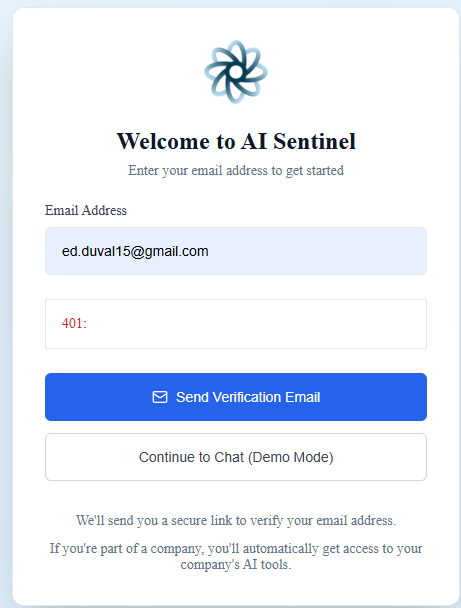 Welcome to AI Sentinel
Enter your email address to get started
Email Address
ed.duval15@gmail.com
401:
Send Verification Email
Continue to Chat (Demo Mode)
We'll send you a secure link to verify your email address.
If you're part of a company, you'll automatically get access to your
company's AI tools.